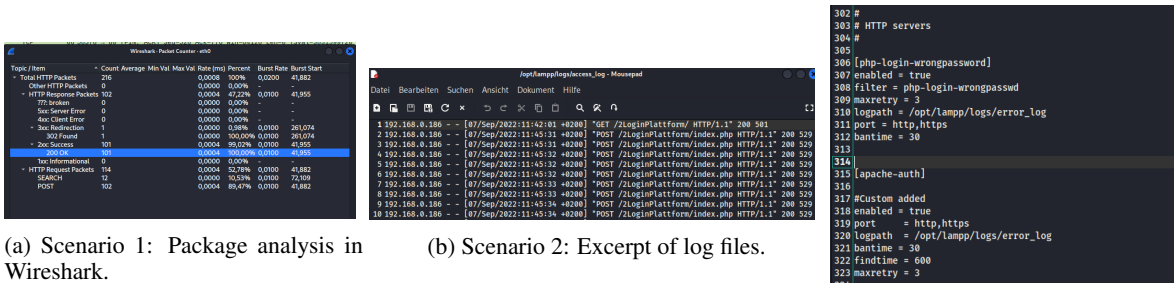 Wireshark · Packet Counter · eth0
Topic / Item Count Average Min Val Max Val Rate (ms) Percent Burst Rate Burst Start
Total HTTP Packets 216 0,0008 100% 0,0200 41,882
Other HTTP Packets 0 0,0000 0,00% - -
HTTP Response Packets 102 0,0004 47,22% 0,0100 41,955
???: broken 0 0,0000 0,00% - -
5xx: Server Error 0 0,0000 0,00% - -
4xx: Client Error 0 0,0000 0,00% - -
3xx: Redirection 1 0,0000 0,98% 0,0100 261,074
302 Found 1 0,0000 100,00% 0,0100 261,074
2xx: Success 101 0,0004 99,02% 0,0100 41,955
200 OK 101 0,0004 100,00% 0,0100 41,955
1xx: Informational 0 0,0000 0,00% - -
HTTP Request Packets 114 0,0004 52,78% 0,0100 41,882
SEARCH 12 0,0000 10,53% 0,0100 72,109
POST 102 0,0004 89,47% 0,0100 41,882
(a) Scenario 1: Package analysis in
Wireshark.
/opt/lampp/logs/access_log - Mousepad
Datei Bearbeiten Suchen Ansicht Dokument Hilfe
1 192.168.0.186 - - [07/Sep/2022:11:42:01 +0200] "GET /2LoginPlattform/ HTTP/1.1" 200 501
2 192.168.0.186 - - [07/Sep/2022:11:45:31 +0200] "POST /2LoginPlattform/index.php HTTP/1.1" 200 529
3 192.168.0.186 - - [07/Sep/2022:11:45:31 +0200] "POST /2LoginPlattform/index.php HTTP/1.1" 200 529
4 192.168.0.186 - - [07/Sep/2022:11:45:32 +0200] "POST /2LoginPlattform/index.php HTTP/1.1" 200 529
5 192.168.0.186 - - [07/Sep/2022:11:45:32 +0200] "POST /2LoginPlattform/index.php HTTP/1.1" 200 529
6 192.168.0.186 - - [07/Sep/2022:11:45:32 +0200] "POST /2LoginPlattform/index.php HTTP/1.1" 200 529
7 192.168.0.186 - - [07/Sep/2022:11:45:33 +0200] "POST /2LoginPlattform/index.php HTTP/1.1" 200 529
8 192.168.0.186 - - [07/Sep/2022:11:45:33 +0200] "POST /2LoginPlattform/index.php HTTP/1.1" 200 529
9 192.168.0.186 - - [07/Sep/2022:11:45:34 +0200] "POST /2LoginPlattform/index.php HTTP/1.1" 200 529
10 192.168.0.186 - - [07/Sep/2022:11:45:34 +0200] "POST /2LoginPlattform/index.php HTTP/1.1" 200 529
(b) Scenario 2: Excerpt of log files.
302 #
303 # HTTP servers
304 #
305
306 [php-login-wrongpassword]
307 enabled = true
308 filter = php-login-wrongpasswd
309 maxretry = 3
310 logpath = /opt/lampp/logs/error_log
311 port = http,https
312 bantime = 30
313
314
315 [apache-auth]
316
317 #Custom added
318 enabled = true
319 port = http,https
320 logpath = /opt/lampp/logs/error_log
321 bantime = 30
322 findtime = 600
323 maxretry = 3